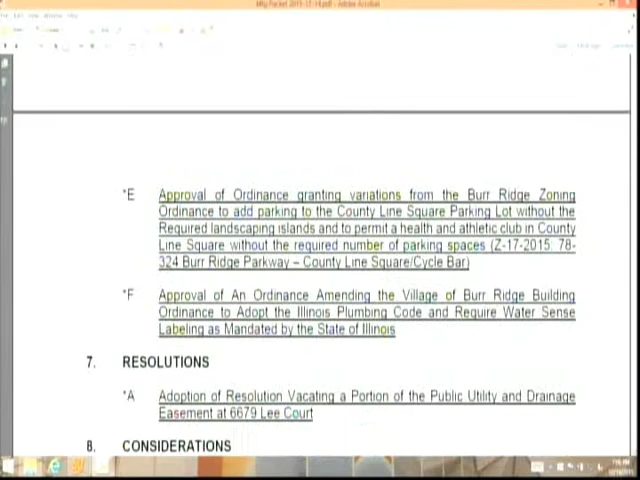 *E Approval of Ordinance granting variations from the Burr Ridge Zoning
Ordinance to add parking to the County Line Square Parking Lot without the
Required landscaping islands and to permit a health and athletic club in County
Line Square without the required number of parking spaces (Z-17-2015: 78-
324 Burr Ridge Parkway – County Line Square/Cycle Bar)
*F Approval of An Ordinance Amending the Village of Burr Ridge Building
Ordinance to Adopt the Illinois Plumbing Code and Require Water Sense
Labeling as Mandated by the State of Illinois
7. RESOLUTIONS
*A Adoption of Resolution Vacating a Portion of the Public Utility and Drainage
Easement at 6679 Lee Court
8. CONSIDERATIONS